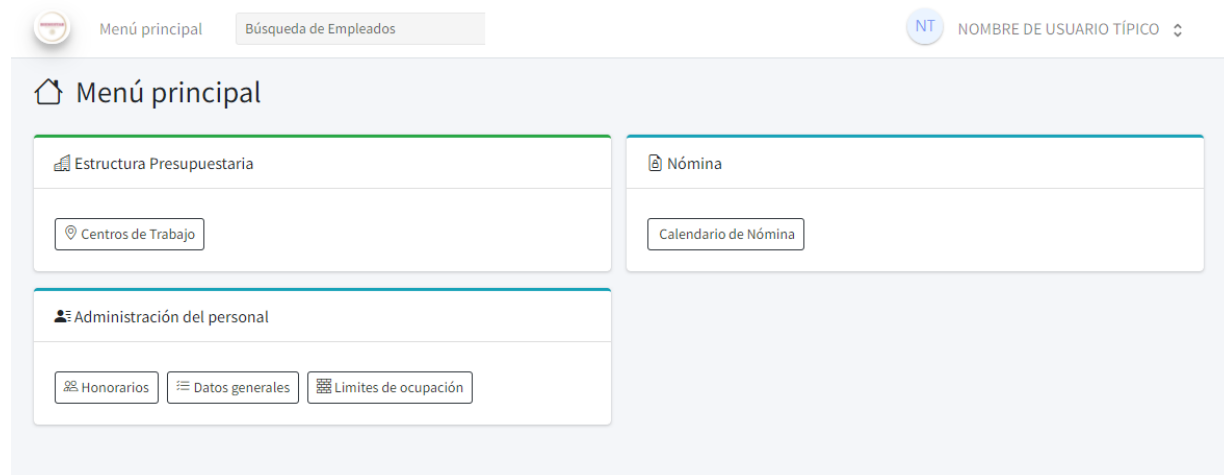 Menú principal
Búsqueda de Empleados
NT
NOMBRE DE USUARIO TÍPICO
Menú principal
Estructura Presupuestaria
Centros de Trabajo
Nómina
Calendario de Nómina
Administración del personal
Honorarios
Datos generales
Limites de ocupación